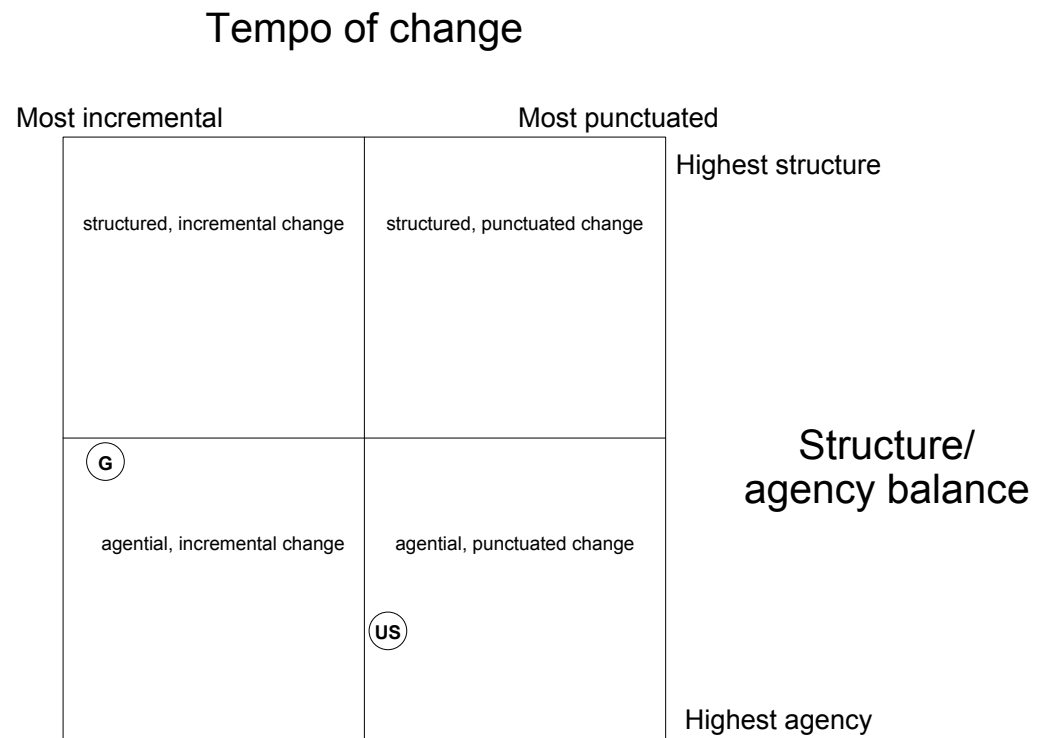 Tempo of change
Most incremental
Most punctuated
Highest structure
structured, incremental change
structured, punctuated change
G
Structure/
agency balance
agential, incremental change
agential, punctuated change
US
Highest agency